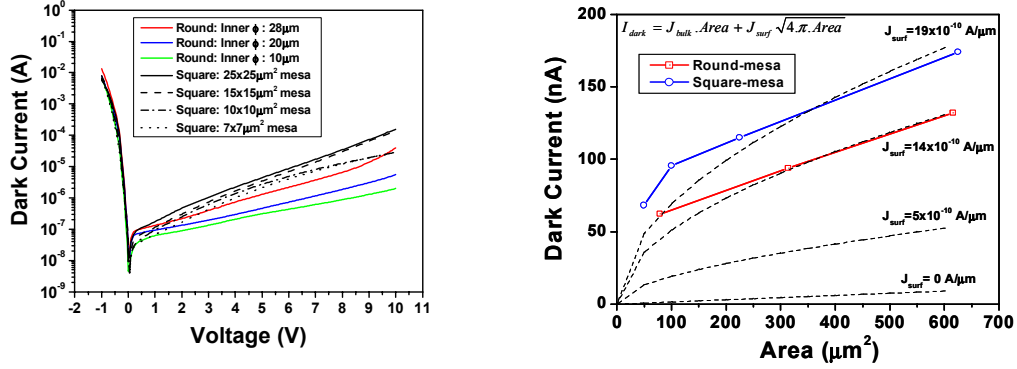 Dark Current (A)
10^0
10^-1
10^-2
10^-3
10^-4
10^-5
10^-6
10^-7
10^-8
10^-9
Round: Inner ϕ : 28μm
Round: Inner ϕ : 20μm
Round: Inner ϕ : 10μm
Square: 25x25μm² mesa
Square: 15x15μm² mesa
Square: 10x10μm² mesa
Square: 7x7μm² mesa
-2 -1 0 1 2 3 4 5 6 7 8 9 10 11
Voltage (V)
Dark Current (nA)
200
150
100
50
0
I_dark = J_bulk . Area + J_surf √4.π.Area
Round-mesa
Square-mesa
J_surf=19x10^-10 A/μm
J_surf=14x10^-10 A/μm
J_surf=5x10^-10 A/μm
J_surf= 0 A/μm
0 100 200 300 400 500 600 700
Area (μm²)